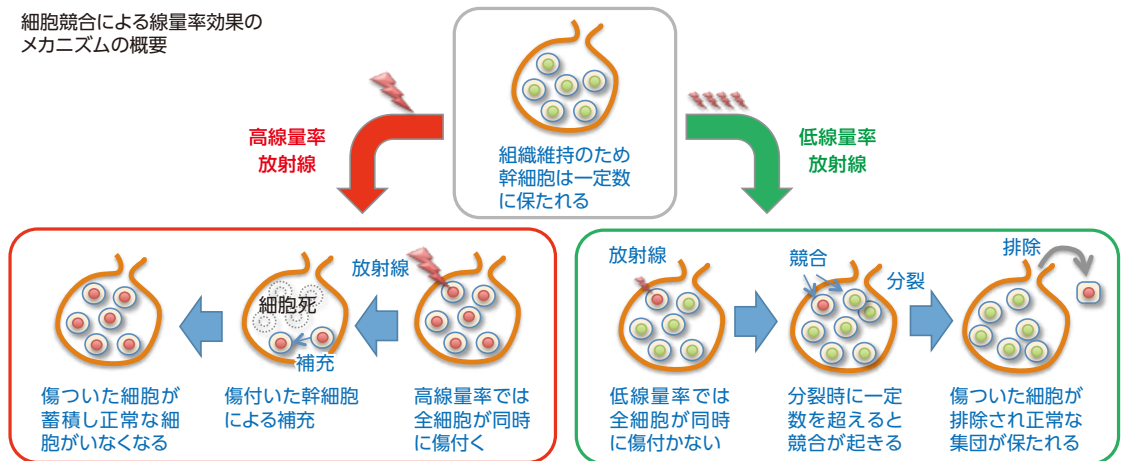 細胞競合による線量率効果の
メカニズムの概要
組織維持のため
幹細胞は一定数
に保たれる
高線量率
放射線
低線量率
放射線
放射線
細胞死
補充
傷ついた細胞が
蓄積し正常な細
胞がいなくなる
傷付いた幹細胞
による補充
高線量率では
全細胞が同時
に傷付く
放射線
競合
分裂
排除
低線量率では
全細胞が同時
に傷付かない
分裂時に一定
数を超えると
競合が起きる
傷ついた細胞が
排除され正常な
集団が保たれる